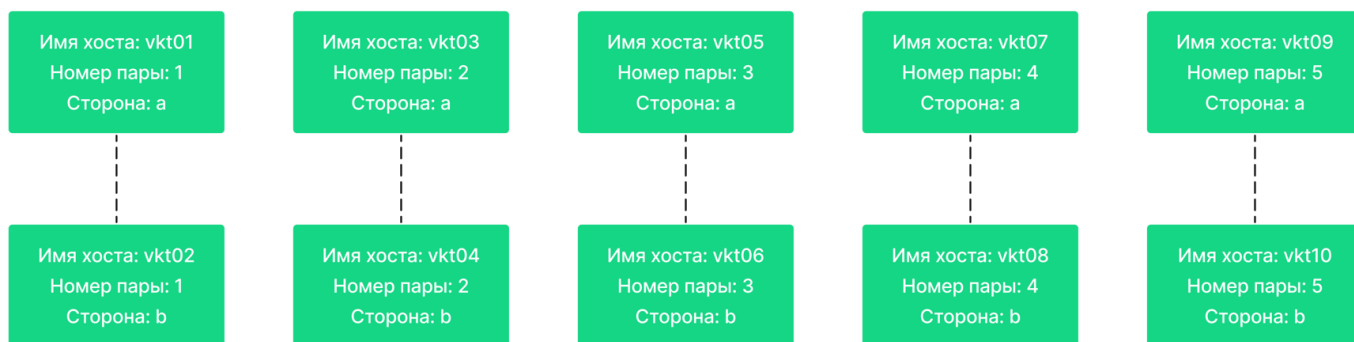 Имя хоста: vkt01
Номер пары: 1
Сторона: a
Имя хоста: vkt03
Номер пары: 2
Сторона: a
Имя хоста: vkt05
Номер пары: 3
Сторона: a
Имя хоста: vkt07
Номер пары: 4
Сторона: a
Имя хоста: vkt09
Номер пары: 5
Сторона: a
Имя хоста: vkt02
Номер пары: 1
Сторона: b
Имя хоста: vkt04
Номер пары: 2
Сторона: b
Имя хоста: vkt06
Номер пары: 3
Сторона: b
Имя хоста: vkt08
Номер пары: 4
Сторона: b
Имя хоста: vkt10
Номер пары: 5
Сторона: b